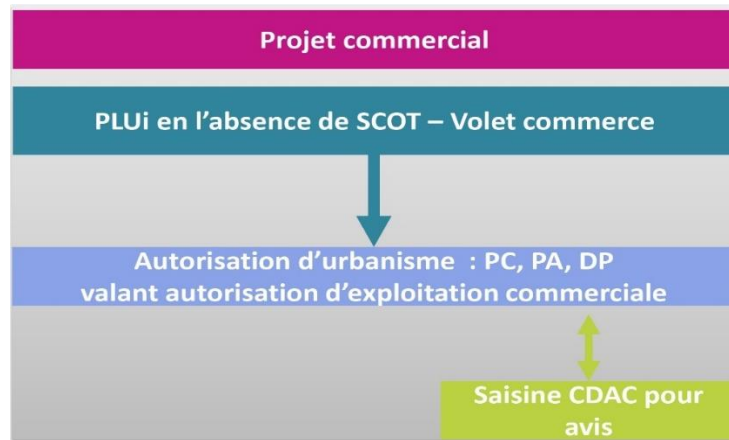 Projet commercial
PLUi en l'absence de SCOT – Volet commerce
Autorisation d'urbanisme : PC, PA, DP
valant autorisation d'exploitation commerciale
Saisine CDAC pour
avis